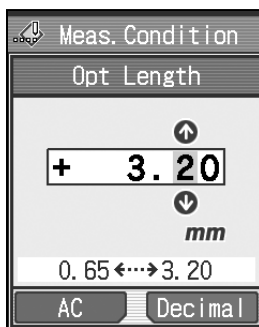 Meas.Condition
Opt Length
+ 3.20
mm
0.65<---->3.20
AC Decimal